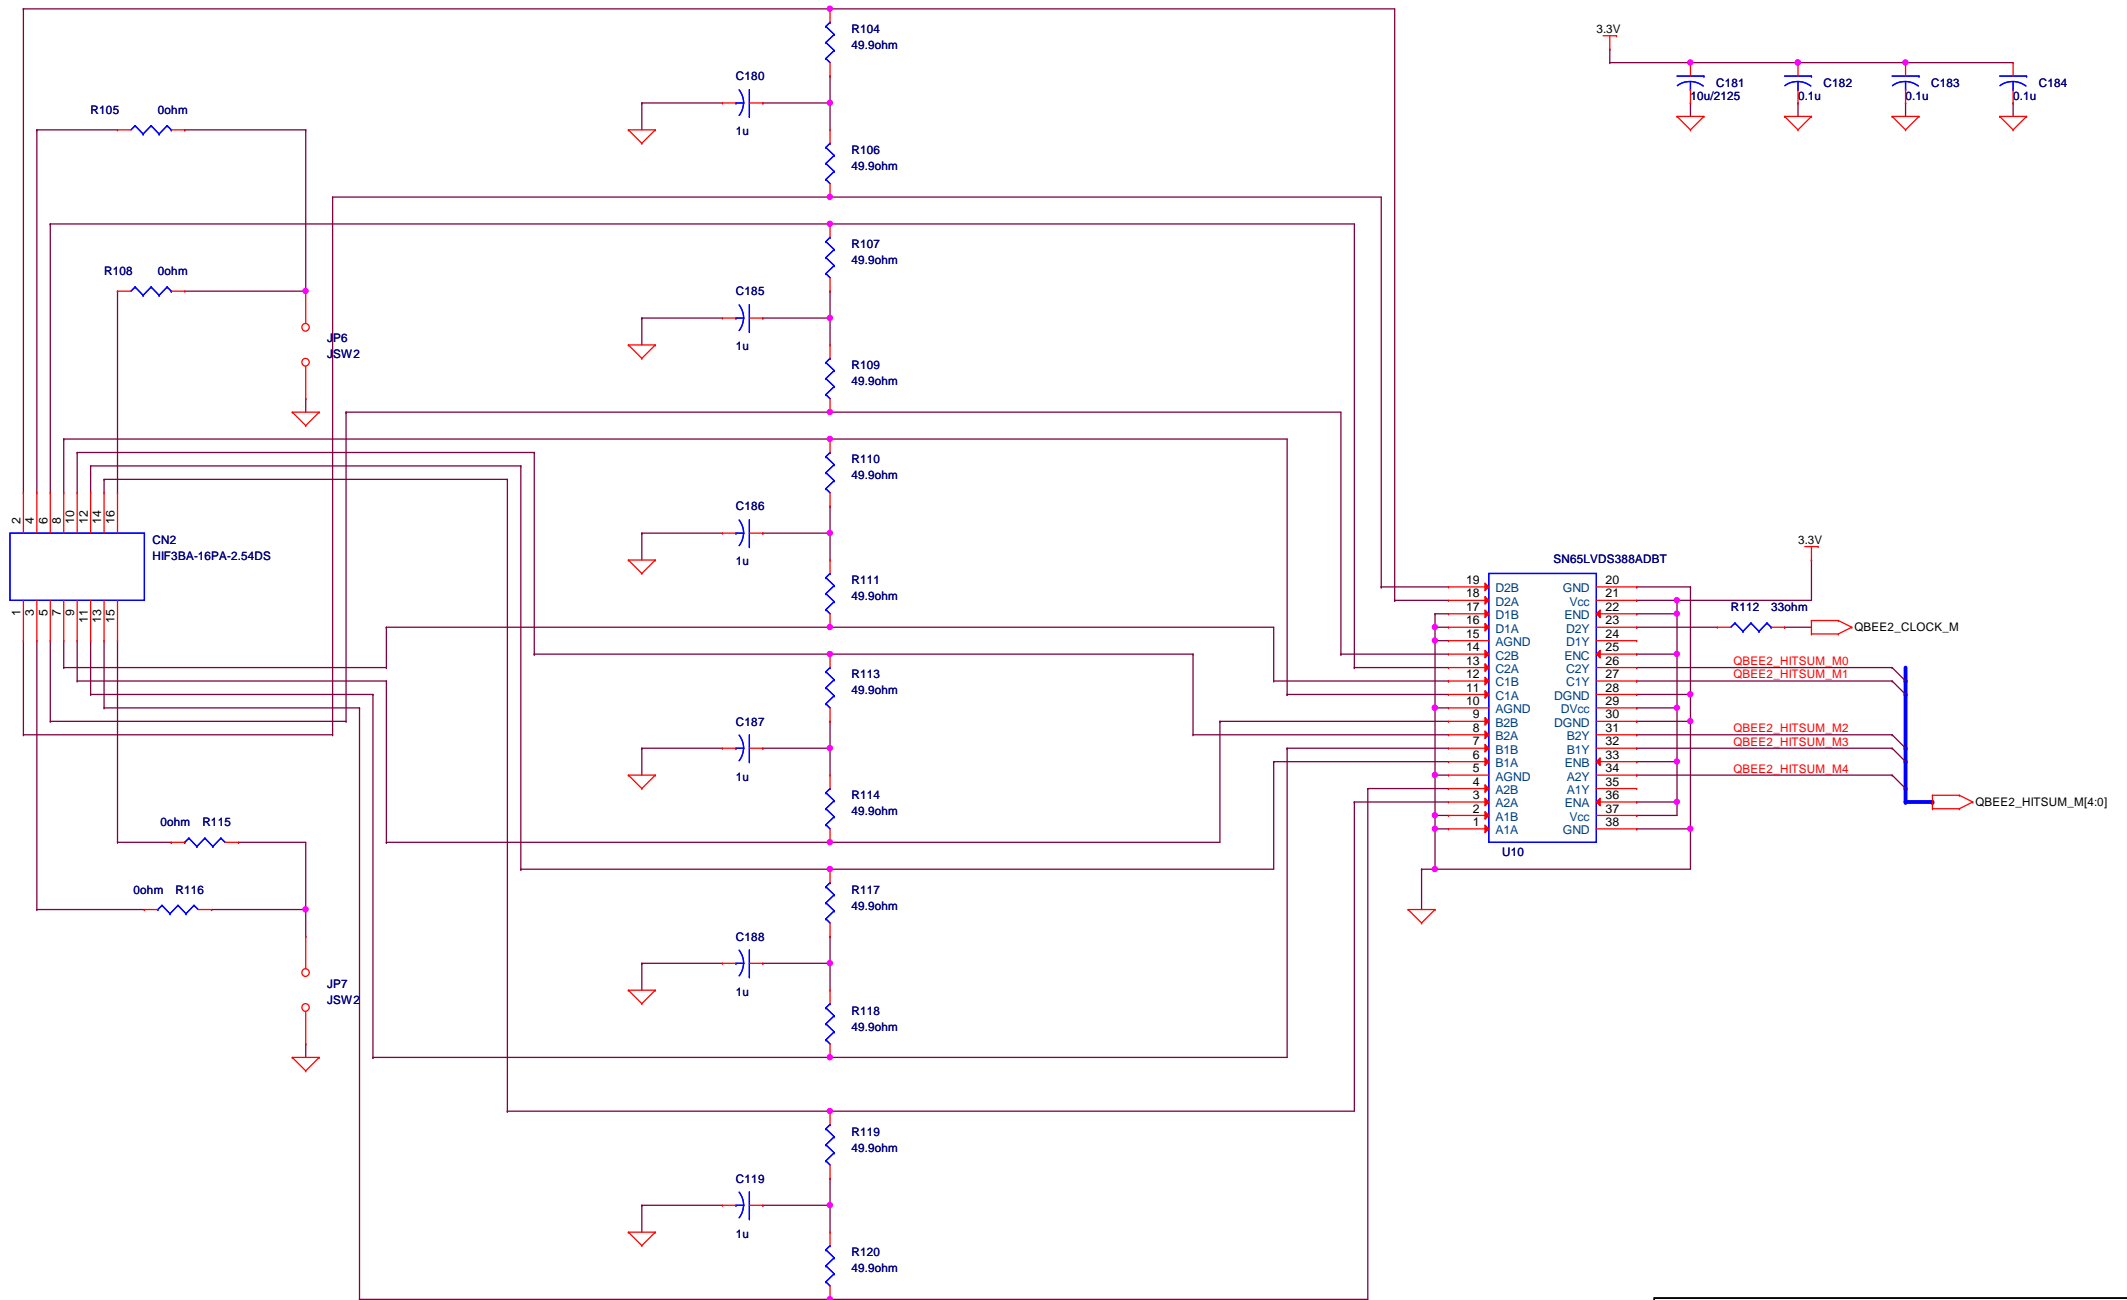 R104
49.9ohm
C180
1u
R105 0ohm
R106
49.9ohm
3.3V
C181
10u/2125
C182
0.1u
C183
0.1u
C184
0.1u
R107
49.9ohm
R108 0ohm
C185
1u
JP6
JSW2
R109
49.9ohm
R110
49.9ohm
C186
1u
2
4
6
8
10
12
14
16
CN2
HIF3BA-16PA-2.54DS
1
3
5
7
9
11
13
15
R111
49.9ohm
R113
49.9ohm
C187
1u
R114
49.9ohm
0ohm R115
0ohm R116
R117
49.9ohm
C188
1u
JP7
JSW2
R118
49.9ohm
R119
49.9ohm
C119
1u
R120
49.9ohm
3.3V
SN65LVDS388ADBT
19 D2B GND 20
18 D2A Vcc 21
17 D1B END 22
16 D1A D2Y 23
15 AGND D1Y 24
14 C2B ENC 25
13 C2A C2Y 26
12 C1B C1Y 27
11 C1A DGND 28
10 AGND DVcc 29
9 B2B DGND 30
8 B2A B2Y 31
7 B1B B1Y 32
6 B1A ENB 33
5 AGND A2Y 34
4 A2B A1Y 35
3 A2A ENA 36
2 A1B Vcc 37
1 A1A GND 38
U10
R112 33ohm
QBEE2_CLOCK_M
QBEE2_HITSUM_M0
QBEE2_HITSUM_M1
QBEE2_HITSUM_M2
QBEE2_HITSUM_M3
QBEE2_HITSUM_M4
QBEE2_HITSUM_M[4:0]